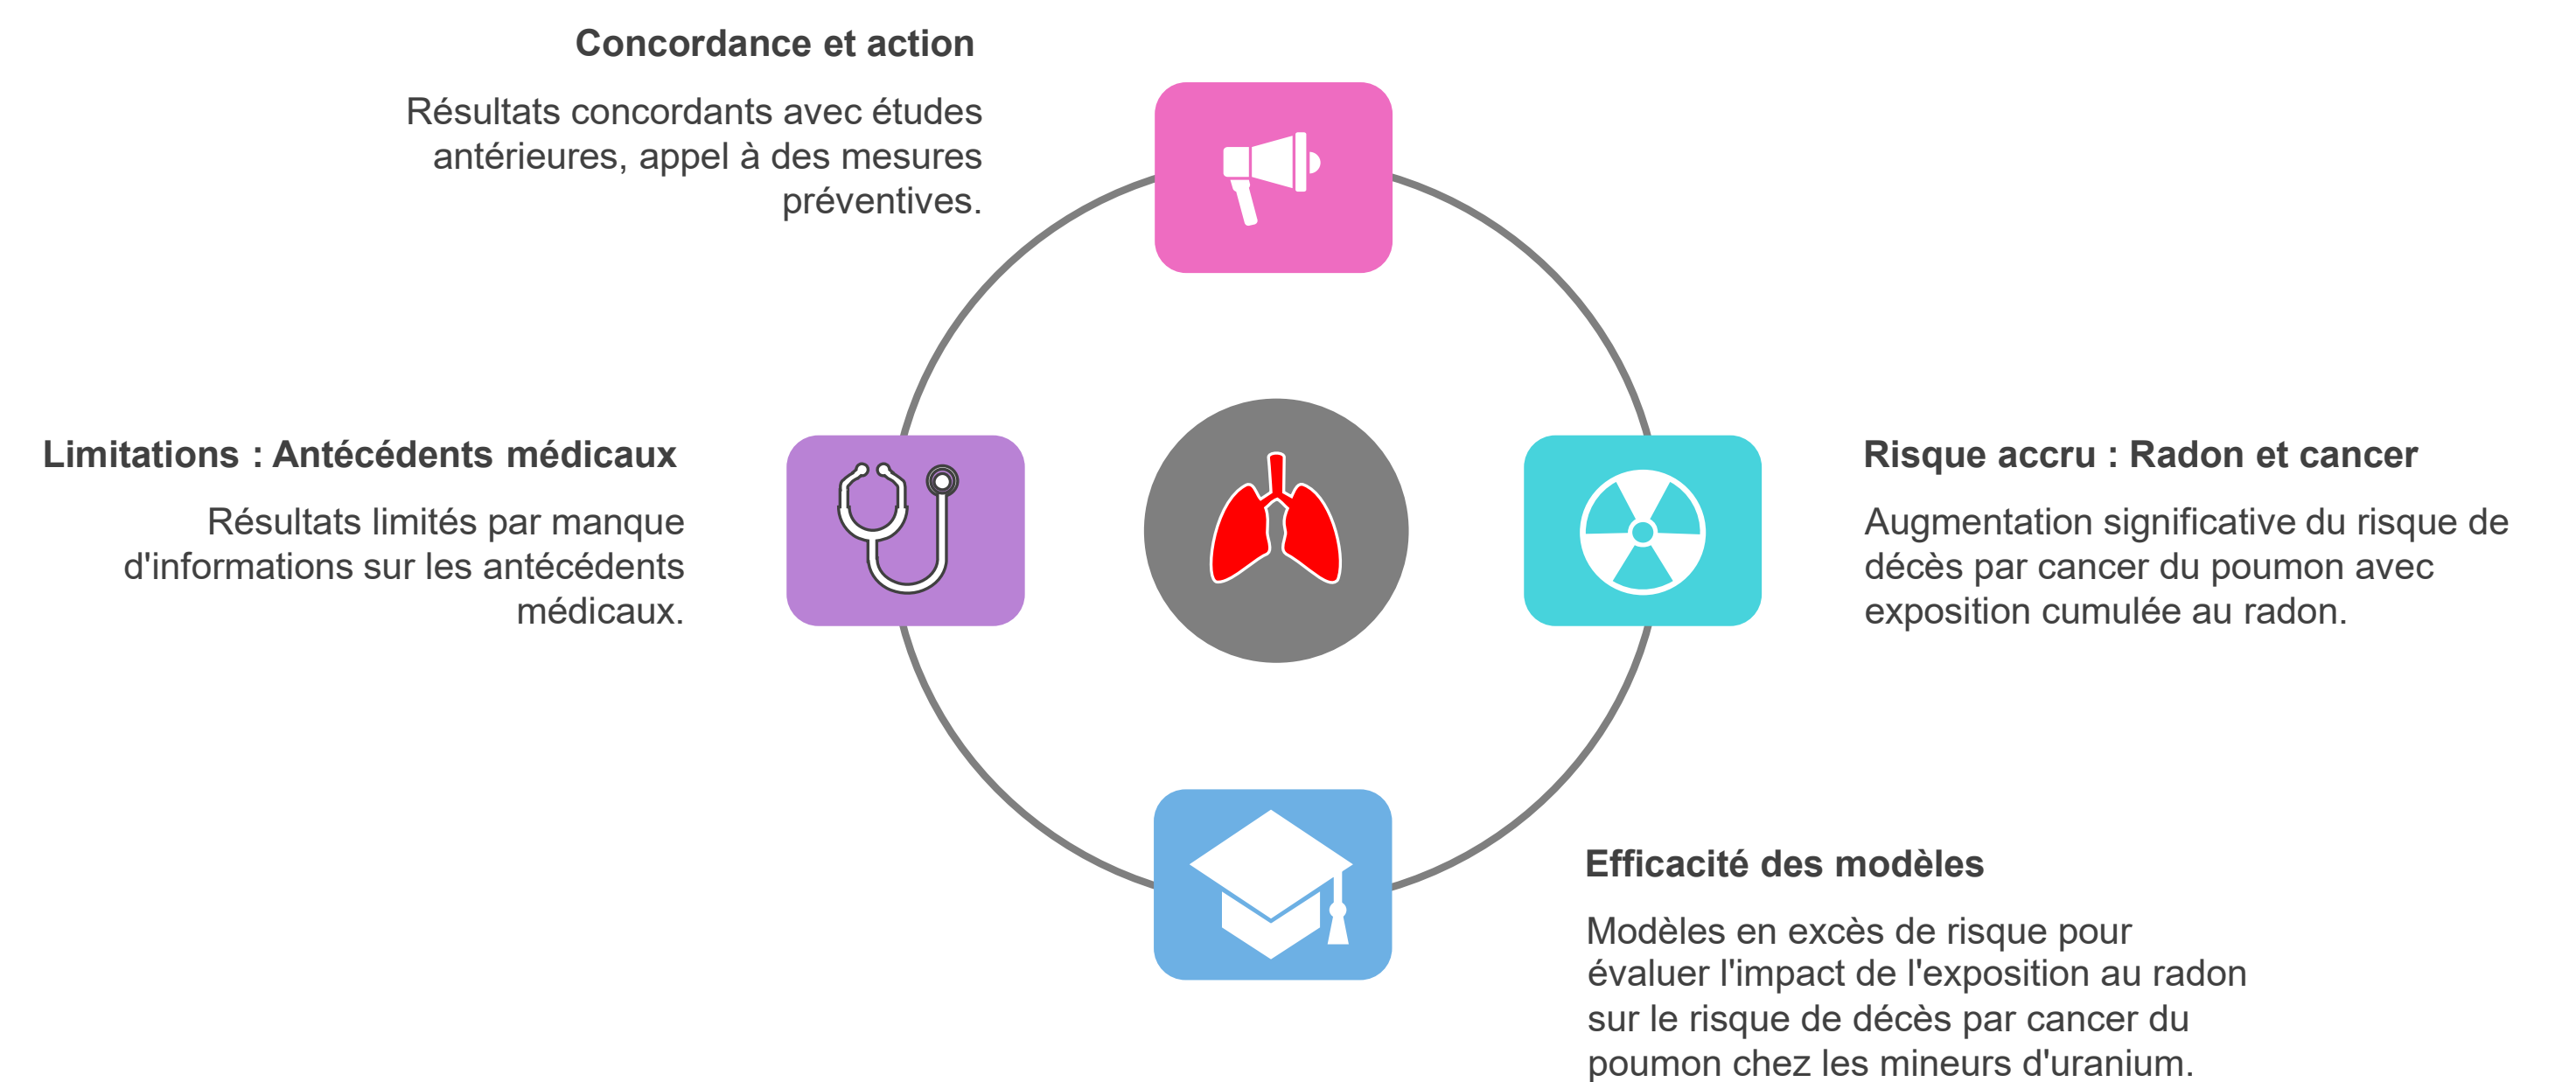 Concordance et action
Résultats concordants avec études
antérieures, appel à des mesures
préventives.
Limitations : Antécédents médicaux
Résultats limités par manque
d'informations sur les antécédents
médicaux.
Risque accru : Radon et cancer
Augmentation significative du risque de
décès par cancer du poumon avec
exposition cumulée au radon.
Efficacité des modèles
Modèles en excès de risque pour
évaluer l'impact de l'exposition au radon
sur le risque de décès par cancer du
poumon chez les mineurs d'uranium.